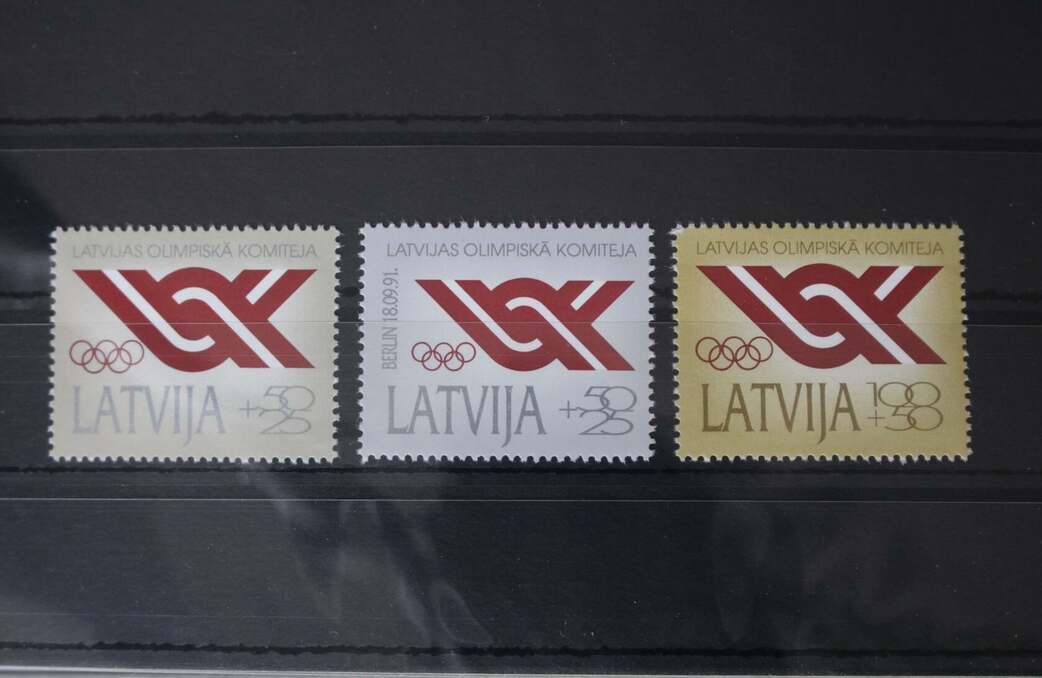 LATVIJAS OLIMPISKĀ KOMITEJA
LATVIJA +50
25
LATVIJAS OLIMPISKĀ KOMITEJA
BERLIN 18.09.91.
LATVIJA +50
25
LATVIJAS OLIMPISKĀ KOMITEJA
LATVIJA 100
+50